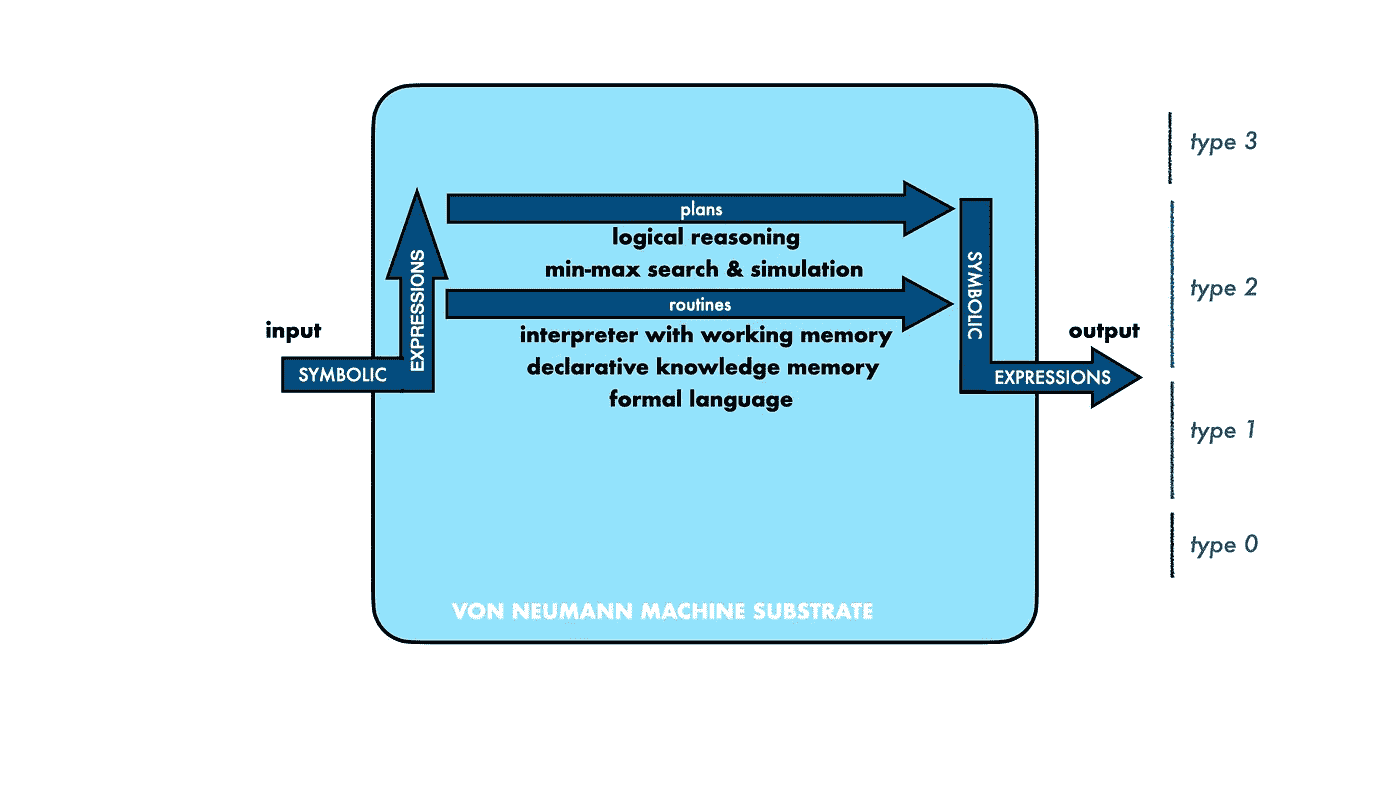 type 3
plans
logical reasoning
min-max search & simulation
type 2
routines
input
SYMBOLIC
EXPRESSIONS
interpreter with working memory
declarative knowledge memory
formal language
SYMBOLIC
EXPRESSIONS
output
type 1
type 0
VON NEUMANN MACHINE SUBSTRATE